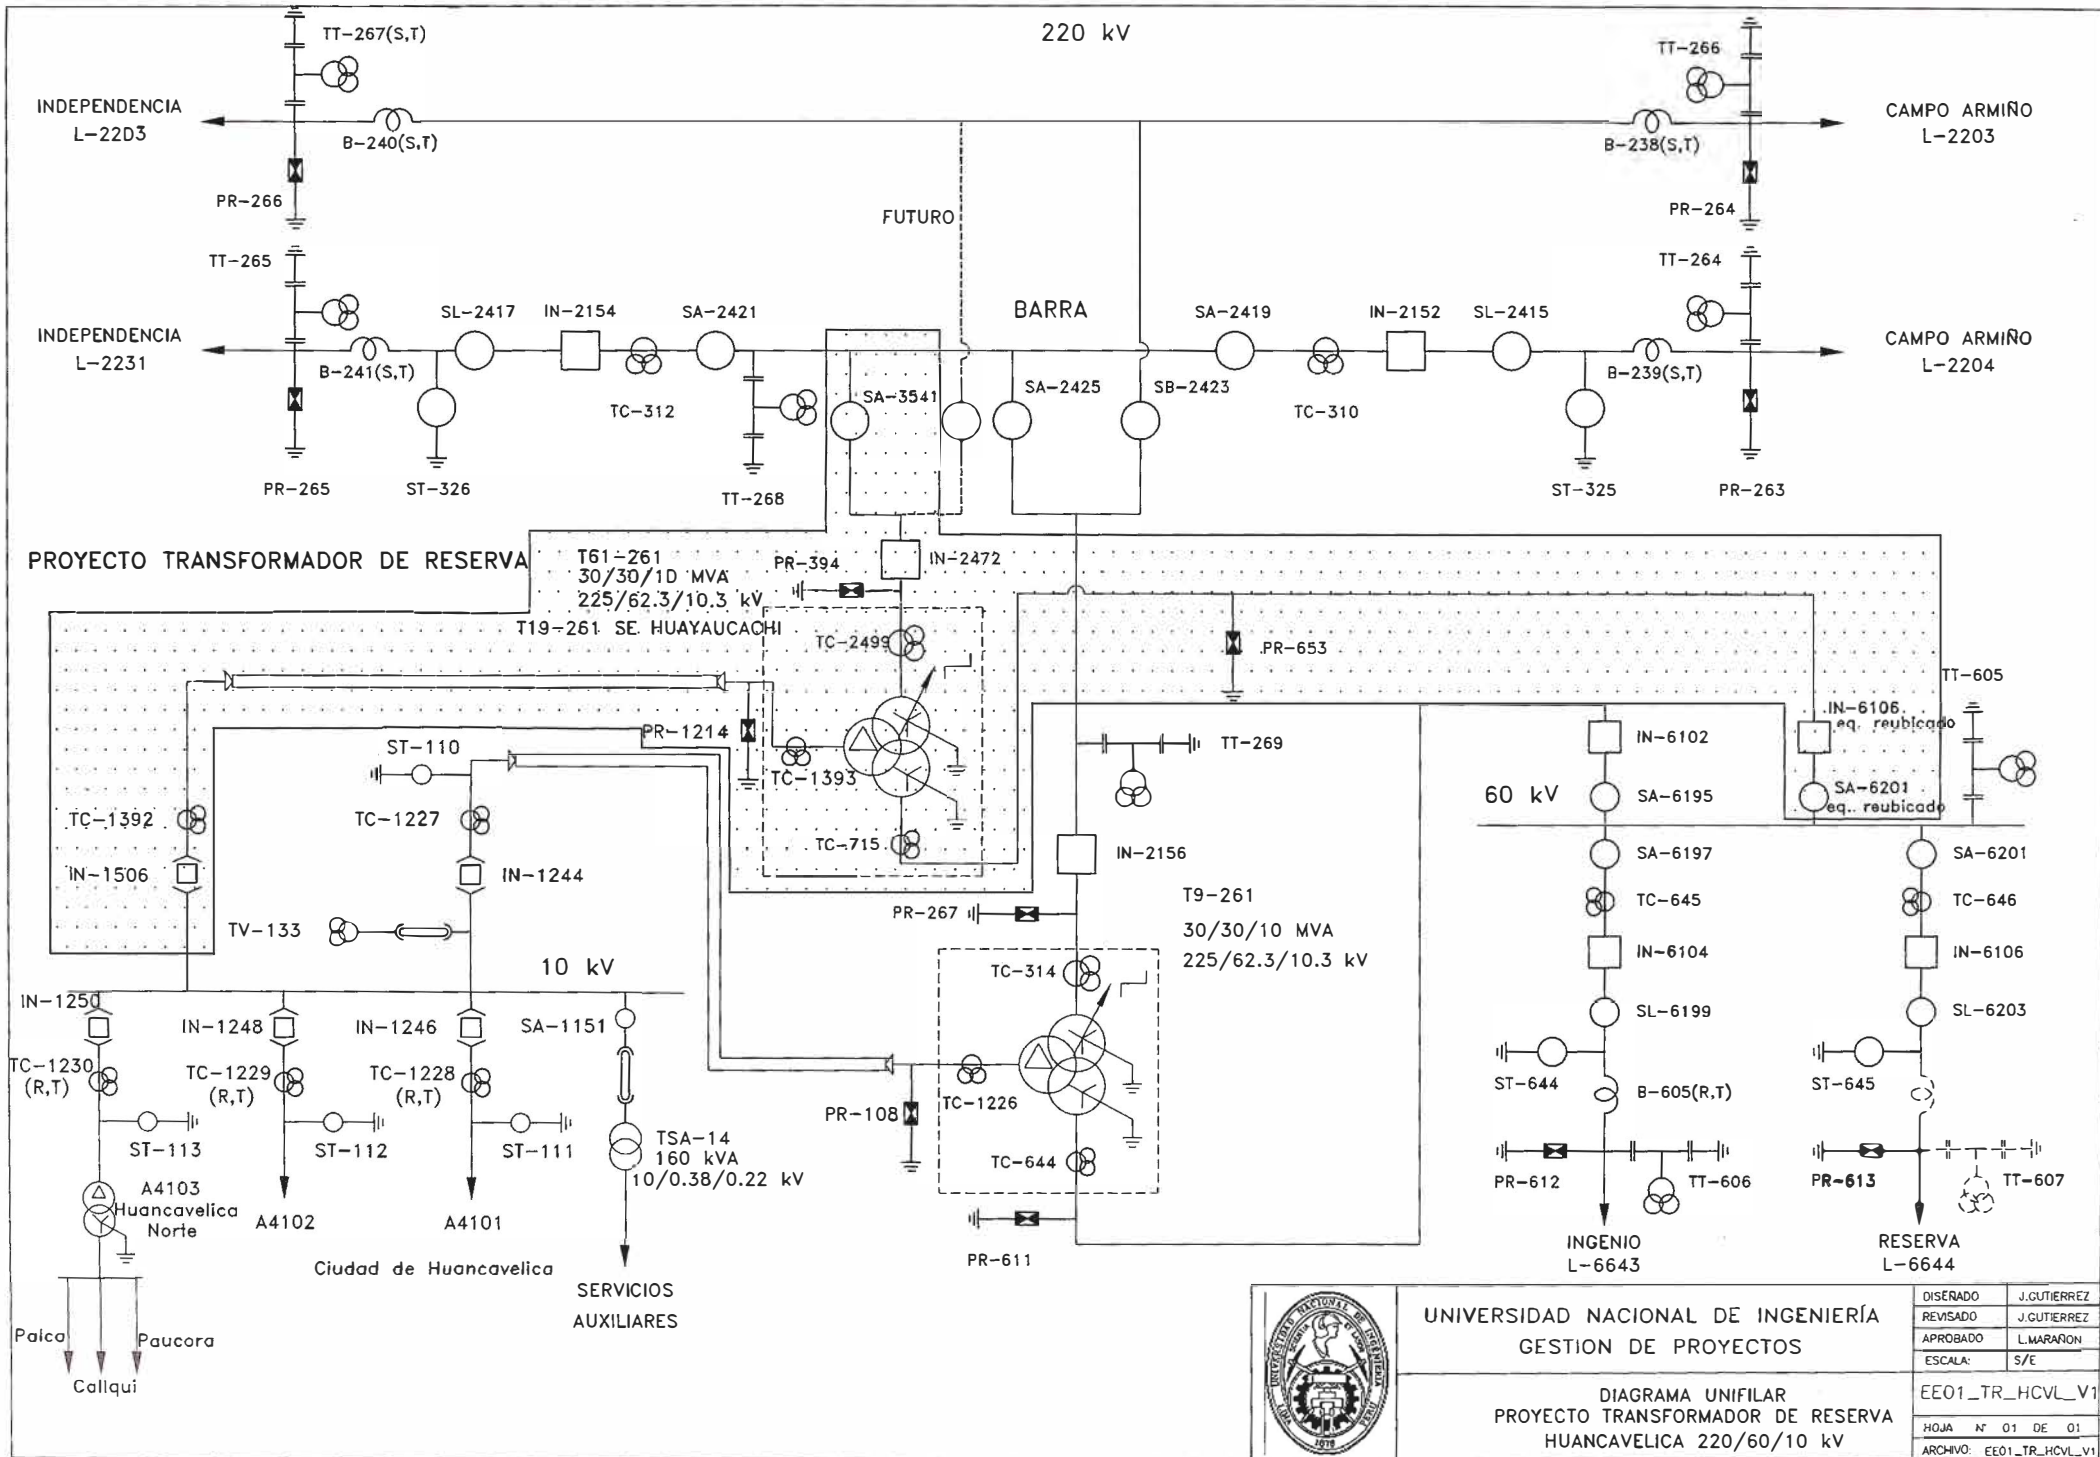 220 kV
TT-267(S,T)
TT-266
INDEPENDENCIA
L-22D3
B-240(S,T)
B-238(S,T)
CAMPO ARMIÑO
L-2203
PR-266
FUTURO
PR-264
TT-265
TT-264
INDEPENDENCIA
L-2231
B-241(S,T)
SL-2417
IN-2154
SA-2421
BARRA
SA-2419
IN-2152
SL-2415
B-239(S,T)
CAMPO ARMIÑO
L-2204
TC-312
SA-3541
SA-2425
SB-2423
TC-310
PR-265
ST-326
TT-268
ST-325
PR-263
PROYECTO TRANSFORMADOR DE RESERVA
T61-261
30/30/1D MVA
225/62.3/10.3 kV
T19-261 SE. HUAYAUCACHI
PR-394
IN-2472
TC-2499
PR-653
TT-605
IN-6106
eq. reubicado
PR-1214
TC-1393
TT-269
IN-6102
ST-110
60 kV
SA-6195
SA-6201
eq. reubicado
TC-1392
TC-1227
TC-715
IN-2156
SA-6197
SA-6201
IN-1506
IN-1244
TC-645
TC-646
TV-133
PR-267
T9-261
30/30/10 MVA
225/62.3/10.3 kV
IN-6104
IN-6106
10 kV
TC-314
IN-1250
IN-1248
IN-1246
SA-1151
SL-6199
SL-6203
TC-1230
(R,T)
TC-1229
(R,T)
TC-1228
(R,T)
ST-644
ST-645
PR-108
TC-1226
B-605(R,T)
ST-113
ST-112
ST-111
TSA-14
160 kVA
10/0.38/0.22 kV
TC-644
PR-612
TT-606
PR-613
TT-607
A4103
Huancavelica
Norte
A4102
A4101
PR-611
INGENIO
L-6643
RESERVA
L-6644
Ciudad de Huancavelica
SERVICIOS
AUXILIARES
Palca
Paucora
Callqui
UNIVERSIDAD NACIONAL DE INGENIERIA
SCIENTIA ET LABOR
LIMA PERU
1876
UNIVERSIDAD NACIONAL DE INGENIERÍA
GESTION DE PROYECTOS
DIAGRAMA UNIFILAR
PROYECTO TRANSFORMADOR DE RESERVA
HUANCAVELICA 220/60/10 kV
DISEÑADO J.GUTIERREZ
REVISADO J.GUTIERREZ
APROBADO L.MARAÑON
ESCALA: S/E
EE01_TR_HCVL_V1
HOJA N° 01 DE 01
ARCHIVO: EE01_TR_HCVL_V1